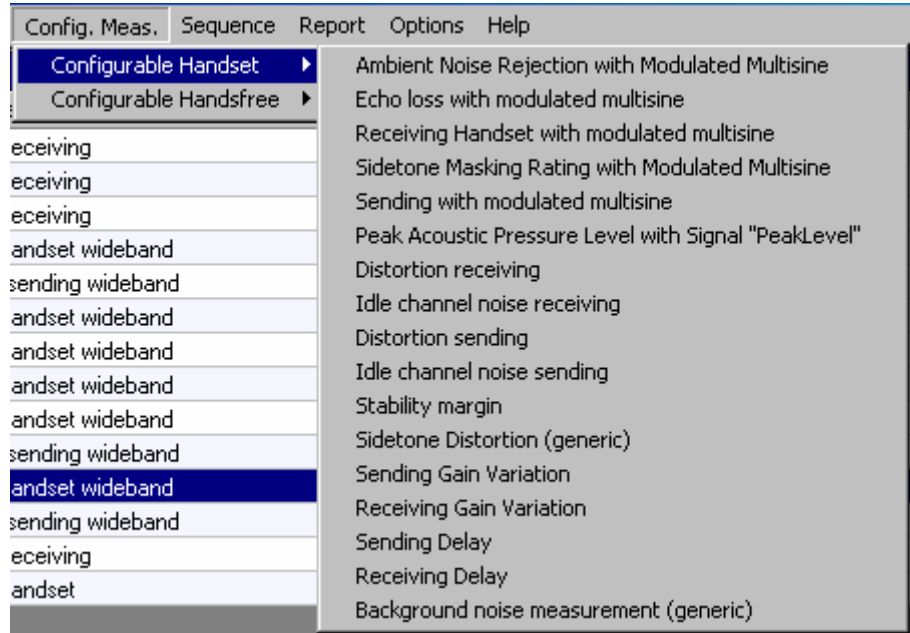 Config. Meas. Sequence Report Options Help
Configurable Handset
Configurable Handsfree
Ambient Noise Rejection with Modulated Multisine
Echo loss with modulated multisine
Receiving Handset with modulated multisine
Sidetone Masking Rating with Modulated Multisine
Sending with modulated multisine
Peak Acoustic Pressure Level with Signal "PeakLevel"
Distortion receiving
Idle channel noise receiving
Distortion sending
Idle channel noise sending
Stability margin
Sidetone Distortion (generic)
Sending Gain Variation
Receiving Gain Variation
Sending Delay
Receiving Delay
Background noise measurement (generic)
eceiving
eceiving
eceiving
andset wideband
sending wideband
andset wideband
andset wideband
andset wideband
andset wideband
sending wideband
andset wideband
sending wideband
eceiving
andset